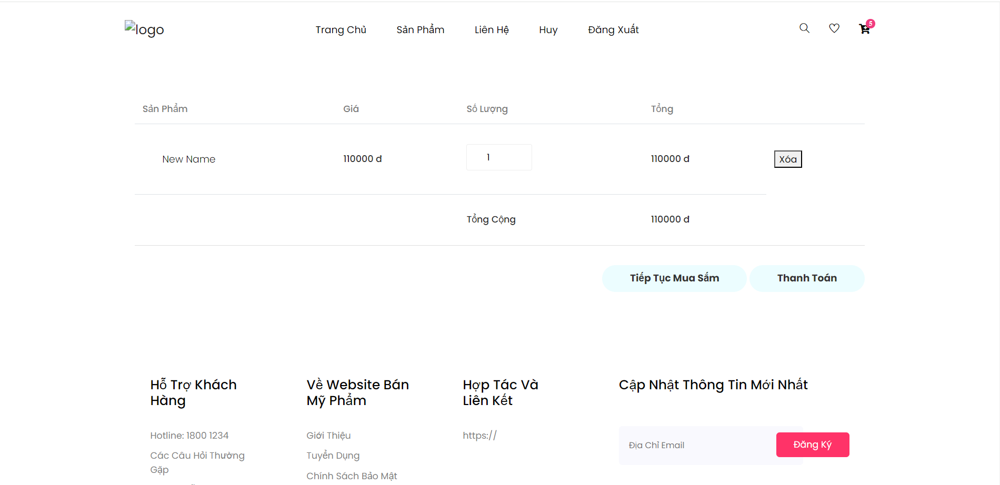 logo
Trang Chủ Sản Phẩm Liên Hệ Huy Đăng Xuất 5
Sản Phẩm Giá Số Lượng Tổng
New Name 110000 đ 1 110000 đ Xóa
Tổng Cộng 110000 đ
Tiếp Tục Mua Sắm Thanh Toán
Hỗ Trợ Khách
Hàng
Hotline: 1800 1234
Các Câu Hỏi Thường
Gặp
Về Website Bán
Mỹ Phẩm
Giới Thiệu
Tuyển Dụng
Chính Sách Bảo Mật
Hợp Tác Và
Liên Kết
https://
Cập Nhật Thông Tin Mới Nhất
Địa Chỉ Email Đăng Ký